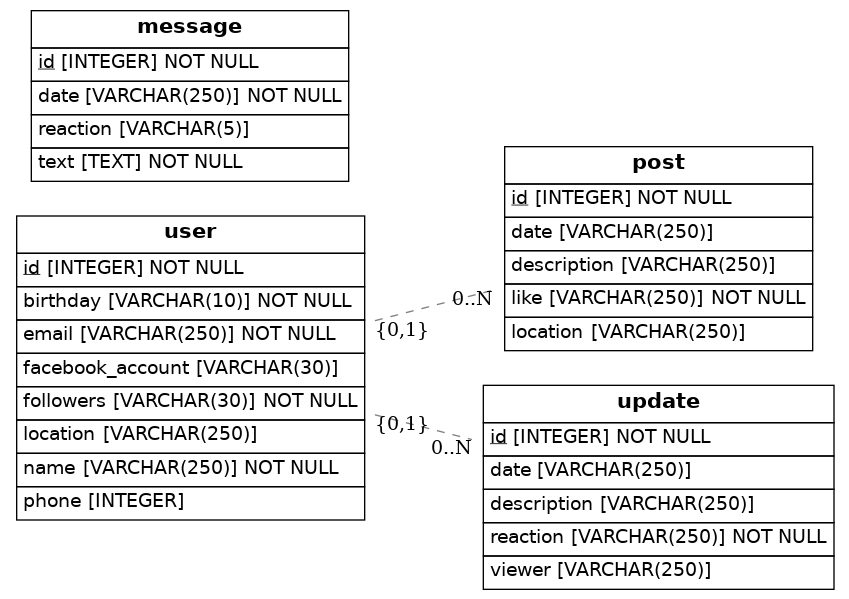 message
id [INTEGER] NOT NULL
date [VARCHAR(250)] NOT NULL
reaction [VARCHAR(5)]
text [TEXT] NOT NULL
user
id [INTEGER] NOT NULL
birthday [VARCHAR(10)] NOT NULL
email [VARCHAR(250)] NOT NULL
facebook_account [VARCHAR(30)]
followers [VARCHAR(30)] NOT NULL
location [VARCHAR(250)]
name [VARCHAR(250)] NOT NULL
phone [INTEGER]
0..N
{0,1}
{0,1}
0..N
post
id [INTEGER] NOT NULL
date [VARCHAR(250)]
description [VARCHAR(250)]
like [VARCHAR(250)] NOT NULL
location [VARCHAR(250)]
update
id [INTEGER] NOT NULL
date [VARCHAR(250)]
description [VARCHAR(250)]
reaction [VARCHAR(250)] NOT NULL
viewer [VARCHAR(250)]